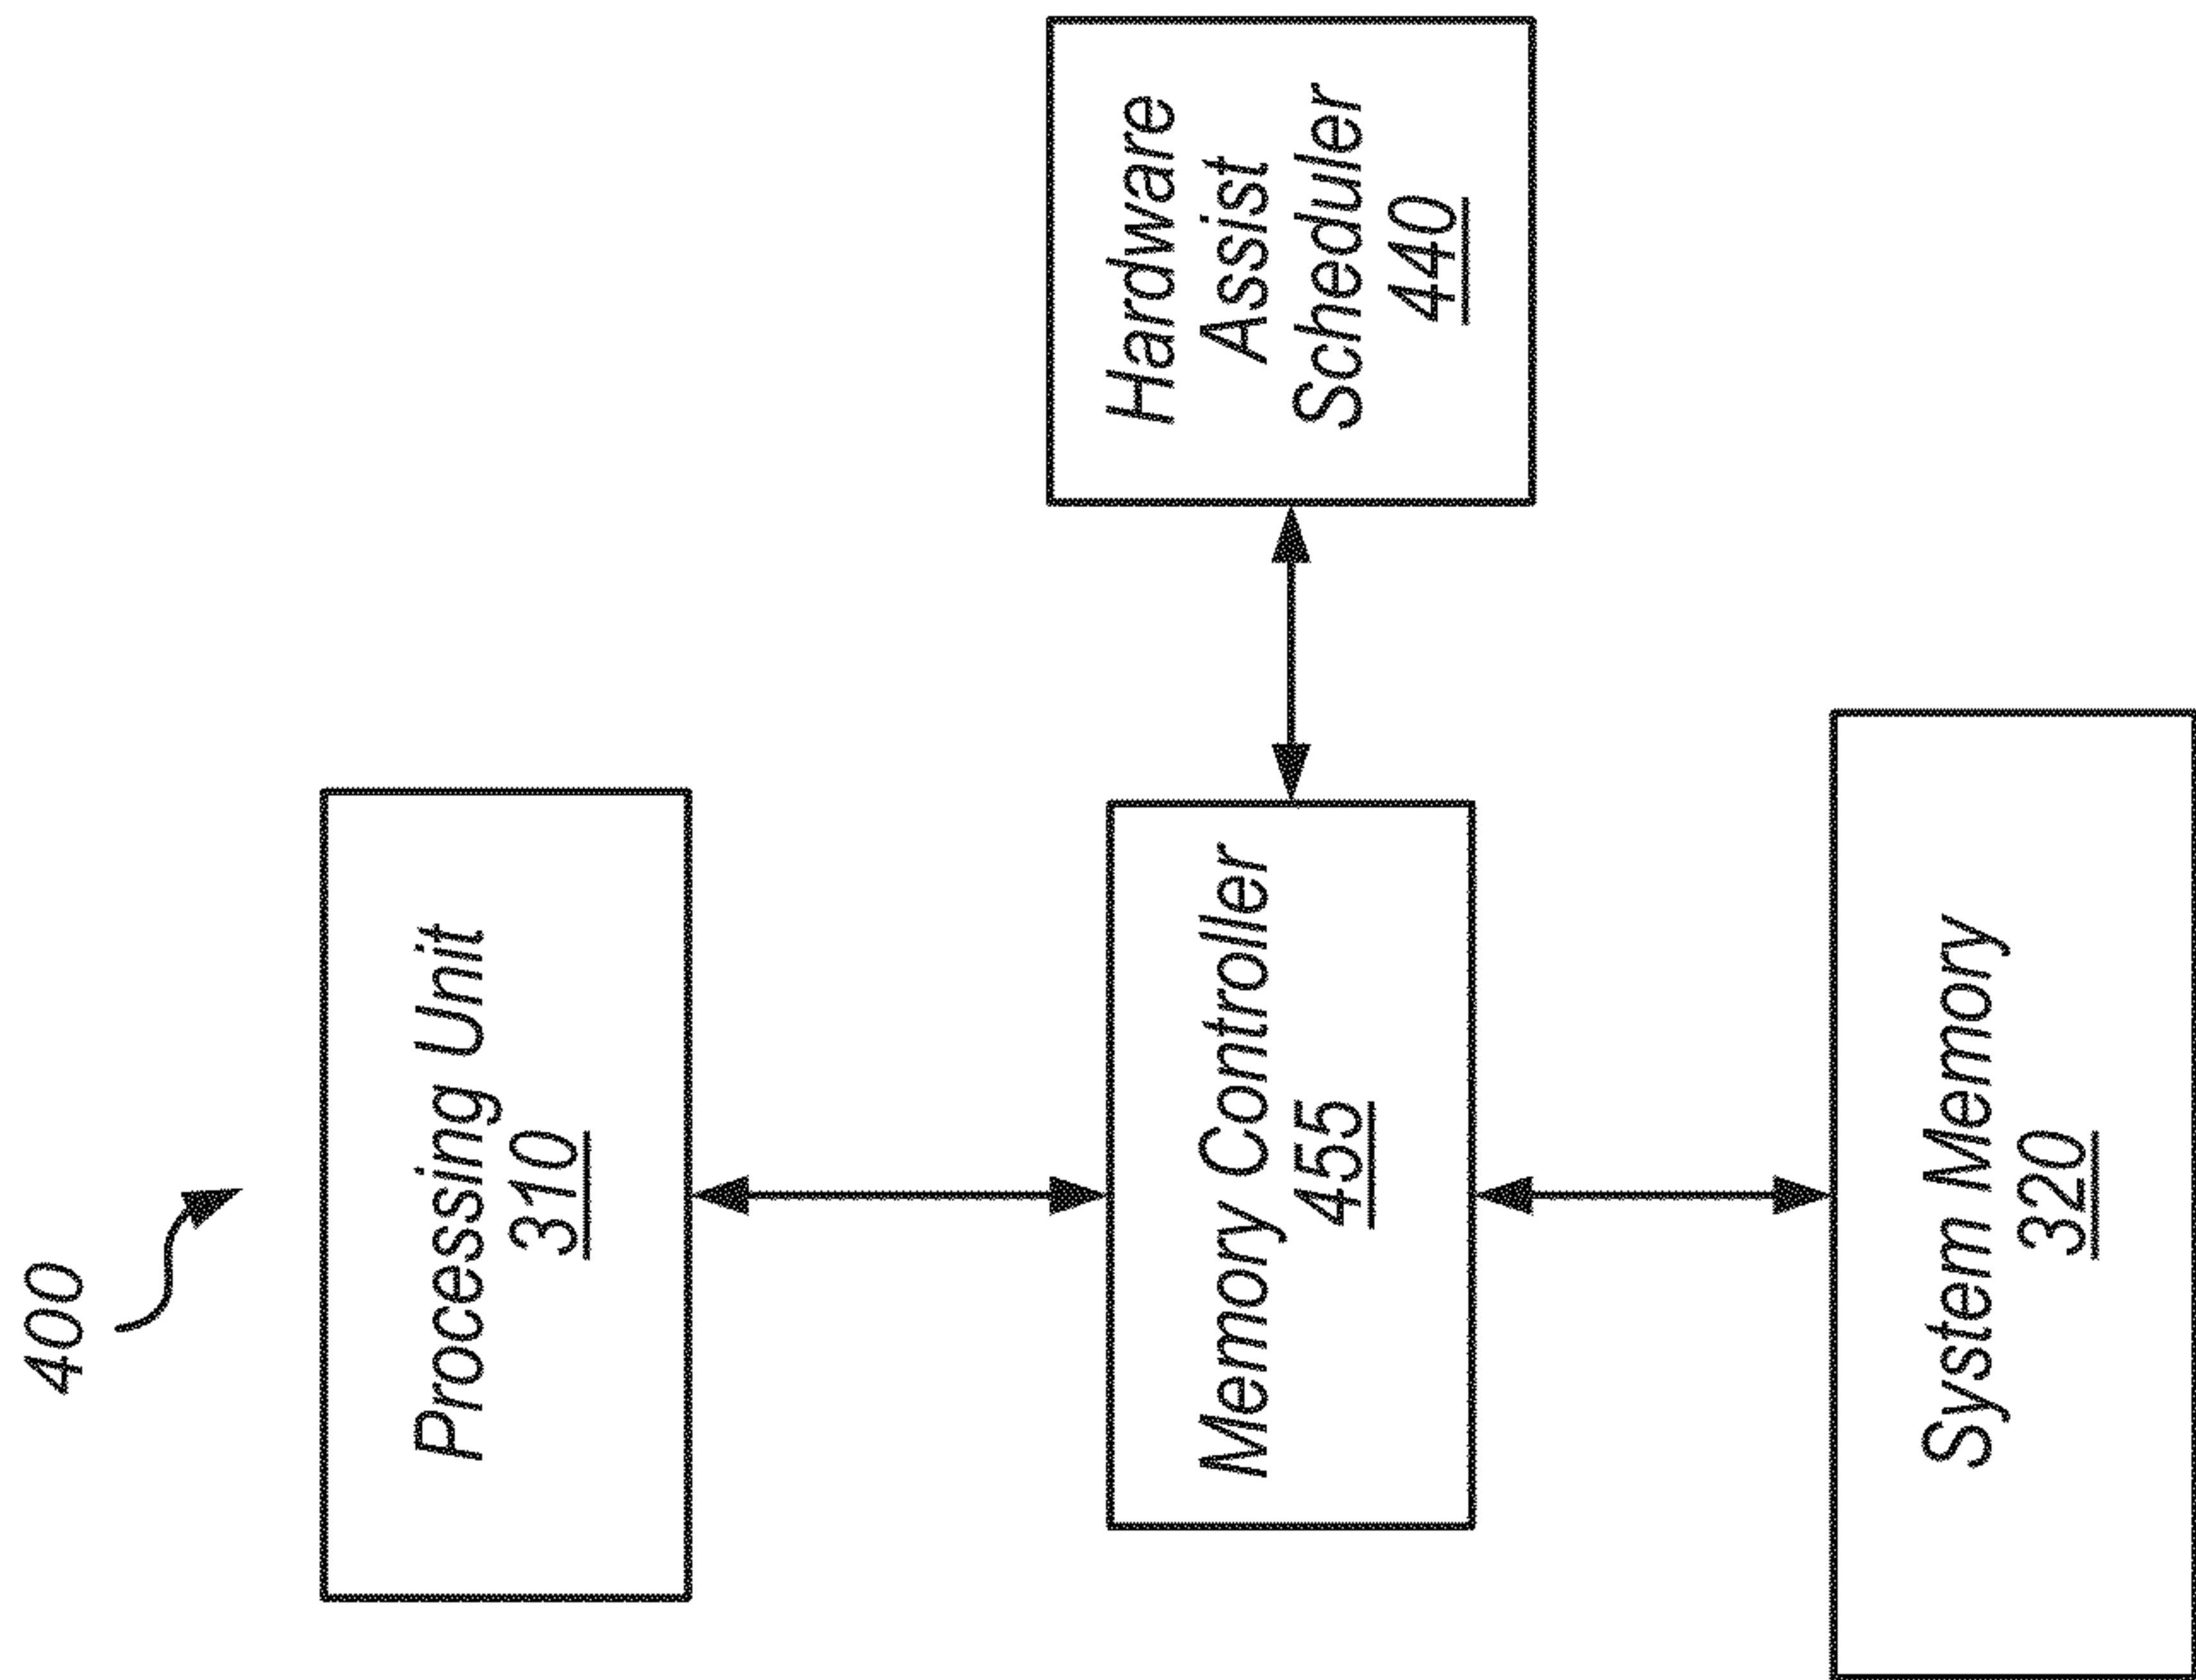 400
Processing Unit
310
Memory Controller
455
Hardware
Assist
Scheduler
440
System Memory
320